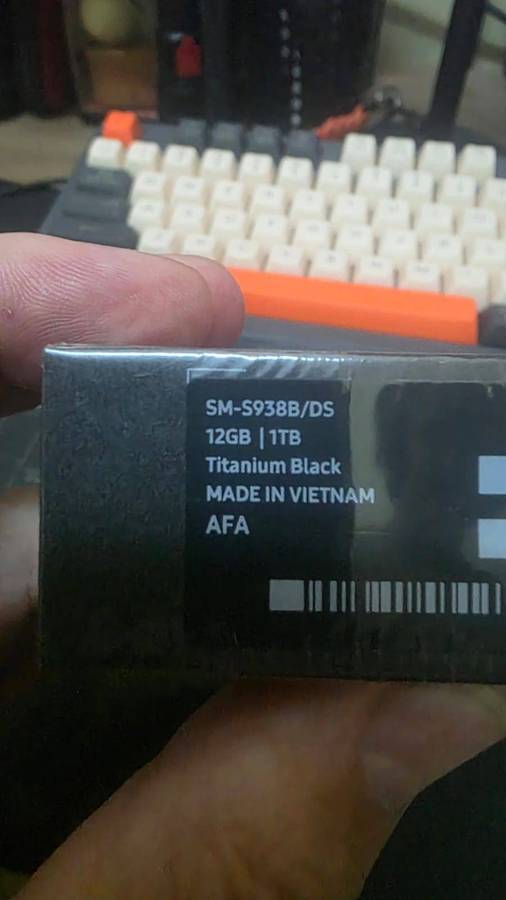 SM-S938B/DS
12GB | 1TB
Titanium Black
MADE IN VIETNAM
AFA